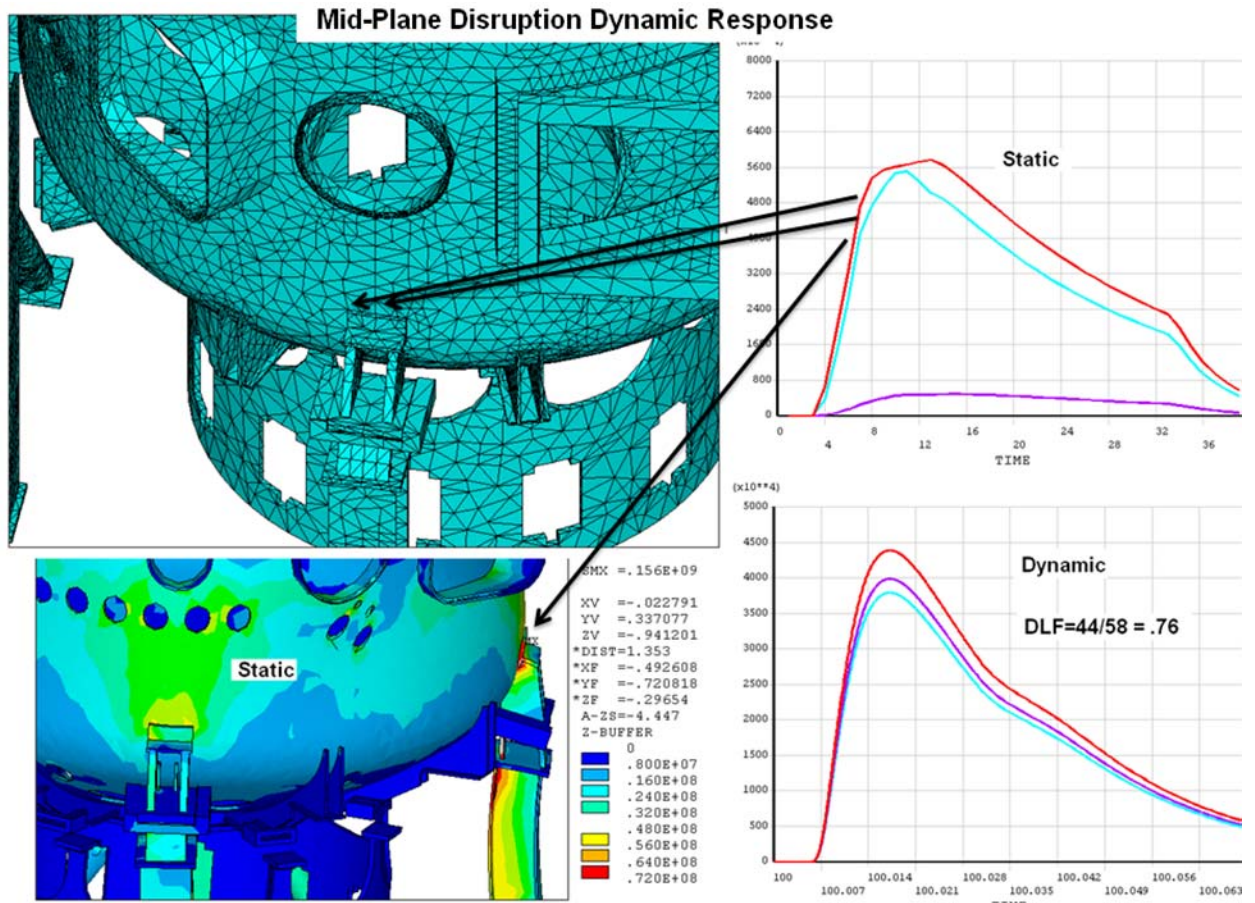 Mid-Plane Disruption Dynamic Response
8000
7200
6400
5600
4800
3200
2400
1600
800
0
Static
0
4
8
12
16
20
24
28
32
36
TIME
Static
SMX =.156E+09
XV =-.022791
YV =.337077
ZV =-.941201
*DIST=1.353
*XF =-.492608
*YF =-.720818
*ZF =-.29654
A-ZS=-4.447
Z-BUFFER
0
.800E+07
.160E+08
.240E+08
.320E+08
.480E+08
.560E+08
.640E+08
.720E+08
MX
(x10**4)
5000
4500
4000
3500
3000
2500
2000
1500
1000
500
0
Dynamic
DLF=44/58 = .76
100
100.007
100.014
100.021
100.028
100.035
100.042
100.049
100.056
100.063